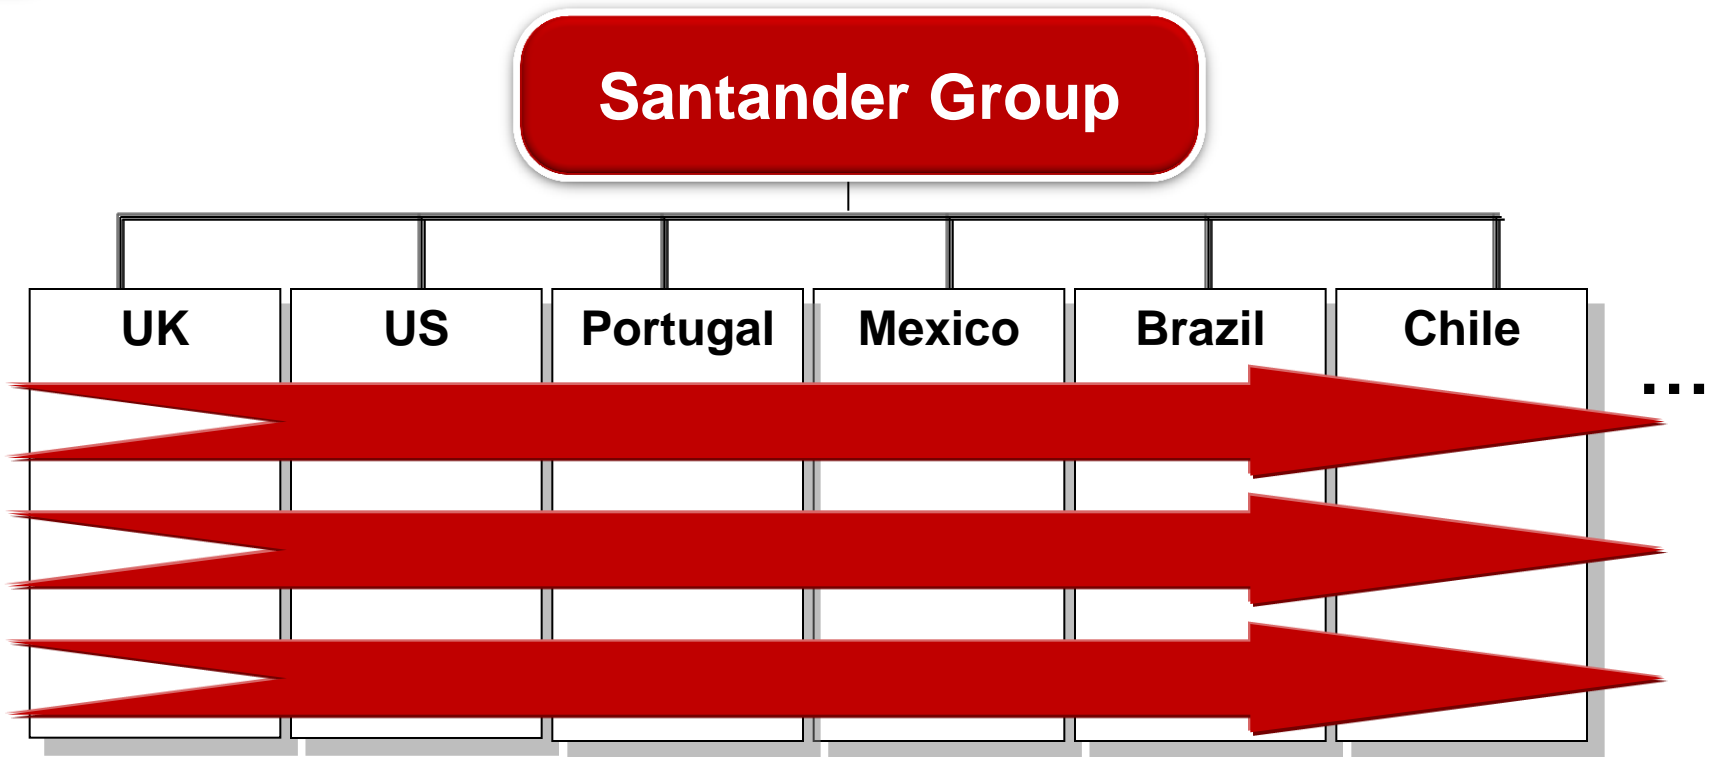 Santander Group
UK
US
Portugal
Mexico
Brazil
Chile
...